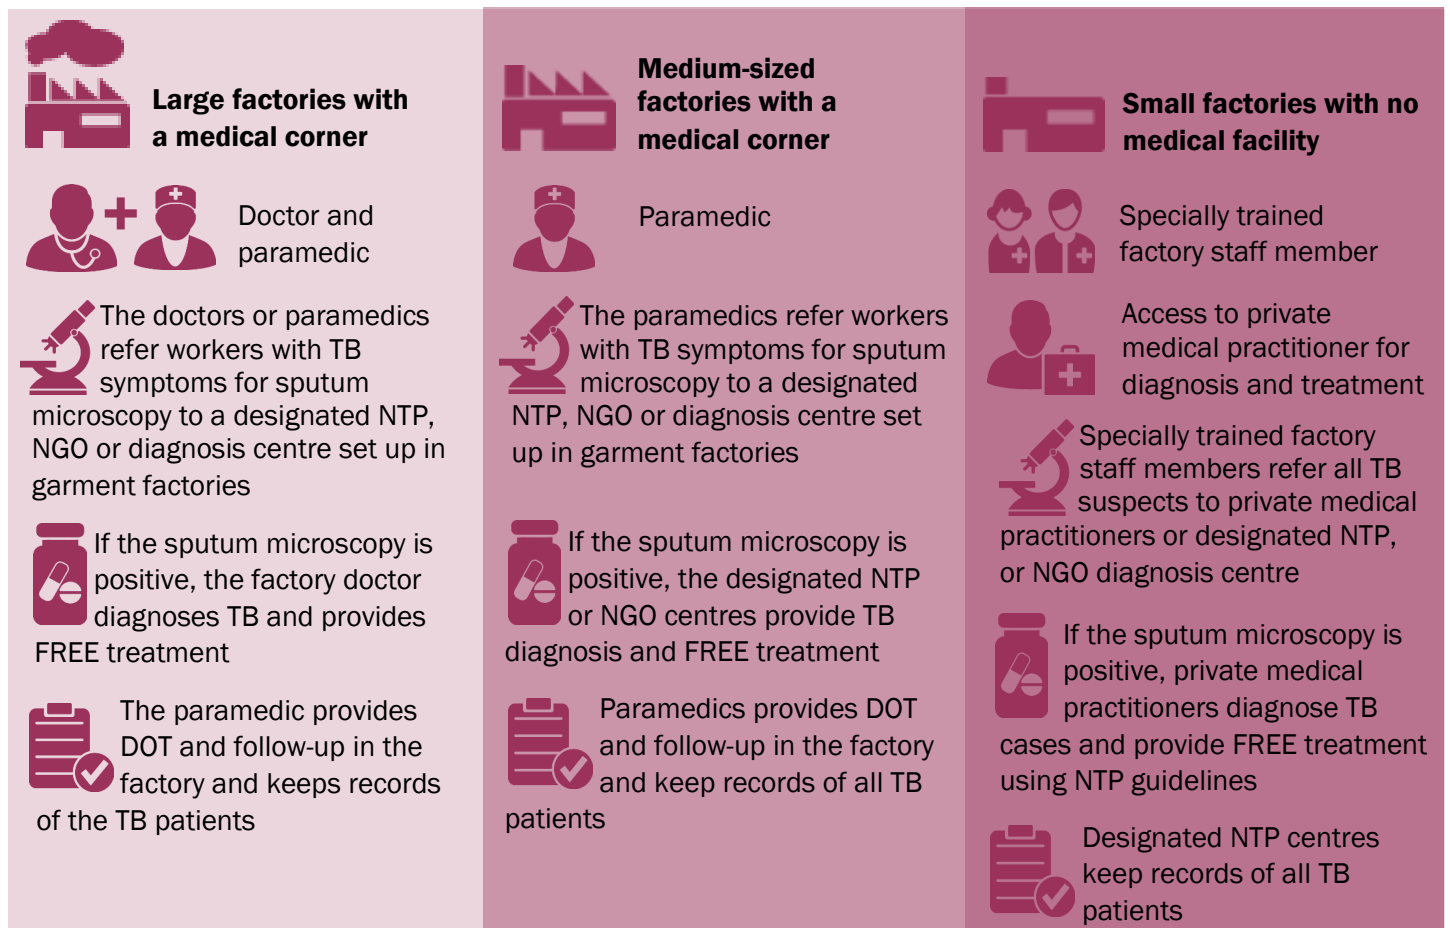 Large factories with
a medical corner
Doctor and
paramedic
The doctors or paramedics
refer workers with TB
symptoms for sputum
microscopy to a designated NTP,
NGO or diagnosis centre set up in
garment factories
If the sputum microscopy is
positive, the factory doctor
diagnoses TB and provides
FREE treatment
The paramedic provides
DOT and follow-up in the
factory and keeps records
of the TB patients
Medium-sized
factories with a
medical corner
Paramedic
The paramedics refer workers
with TB symptoms for sputum
microscopy to a designated
NTP, NGO or diagnosis centre set
up in garment factories
If the sputum microscopy is
positive, the designated NTP
or NGO centres provide TB
diagnosis and FREE treatment
Paramedics provides DOT
and follow-up in the factory
and keep records of all TB
patients
Small factories with no
medical facility
Specially trained
factory staff member
Access to private
medical practitioner for
diagnosis and treatment
Specially trained factory
staff members refer all TB
suspects to private medical
practitioners or designated NTP,
or NGO diagnosis centre
If the sputum microscopy is
positive, private medical
practitioners diagnose TB
cases and provide FREE treatment
using NTP guidelines
Designated NTP centres
keep records of all TB
patients